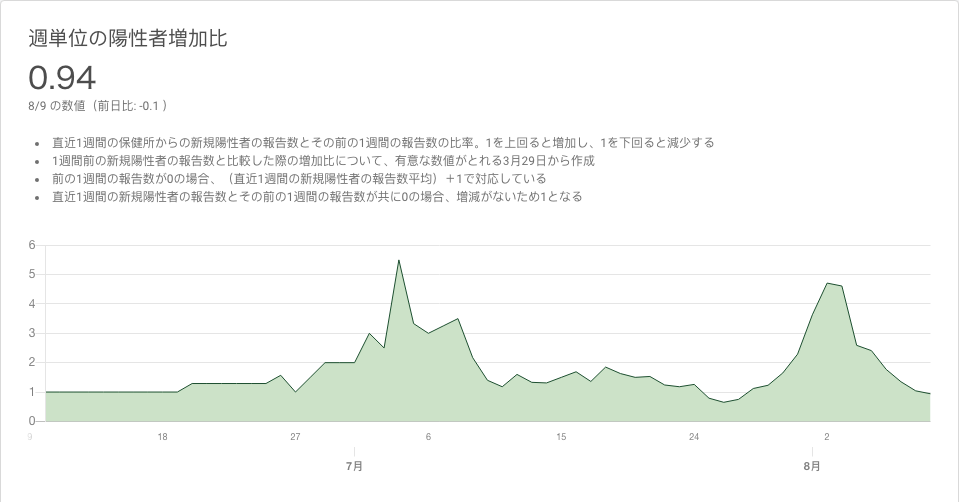 週単位の陽性者増加比
0.94
8/9 の数値（前日比: -0.1 ）
直近1週間の保健所からの新規陽性者の報告数とその前の1週間の報告数の比率。1を上回ると増加し、1を下回ると減少する
1週間前の新規陽性者の報告数と比較した際の増加比について、有意な数値がとれる3月29日から作成
前の1週間の報告数が0の場合、（直近1週間の新規陽性者の報告数平均）＋1で対応している
直近1週間の新規陽性者の報告数とその前の1週間の報告数が共に0の場合、増減がないため1となる
6
5
4
3
2
1
0
9 18 27 6 15 24 2
7月 8月